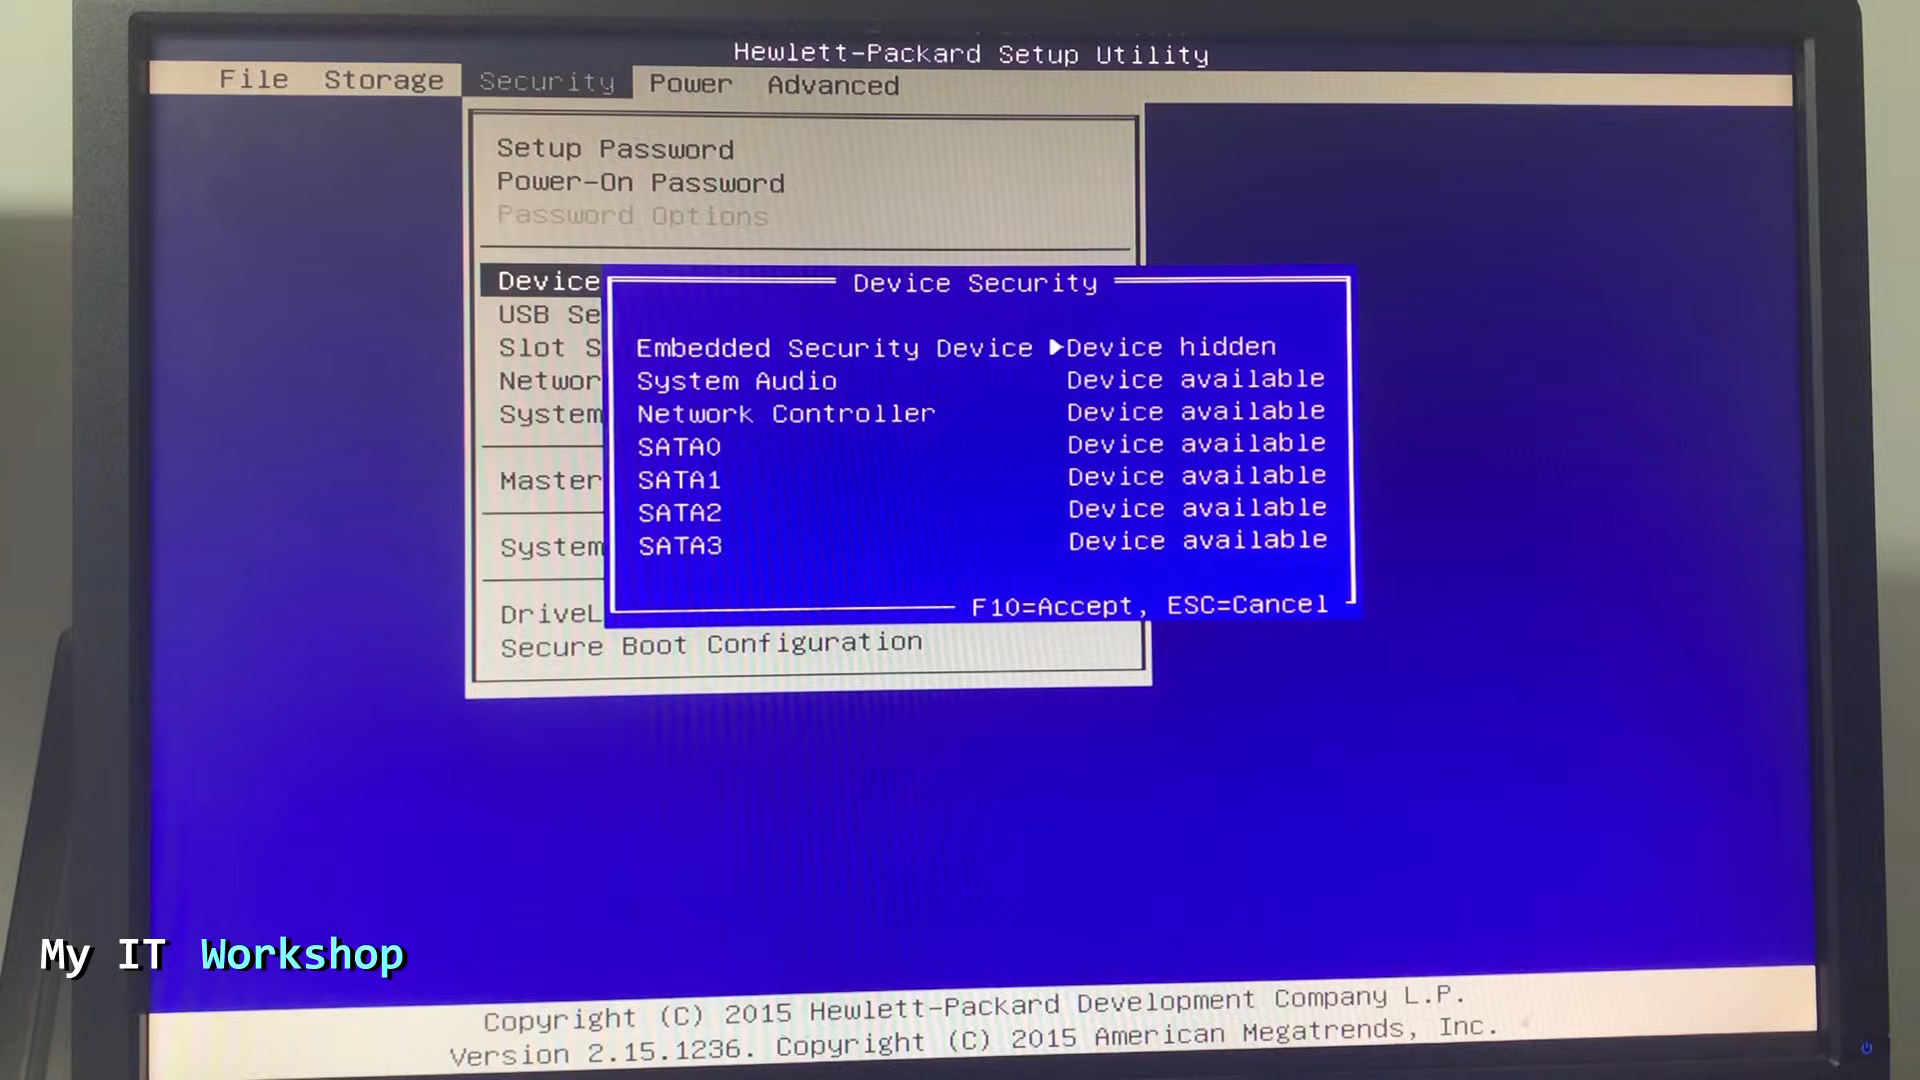 Hewlett-Packard Setup Utility
File Storage Security Power Advanced
Setup Password
Power-On Password
Password Options
Device
USB Se
Slot S
Networ
System
Master
System
DriveL
Secure Boot Configuration
Device Security
Embedded Security Device ▶Device hidden
System Audio Device available
Network Controller Device available
SATA0 Device available
SATA1 Device available
SATA2 Device available
SATA3 Device available
F10=Accept, ESC=Cancel
My IT Workshop
Copyright (C) 2015 Hewlett-Packard Development Company L.P.
Version 2.15.1236. Copyright (C) 2015 American Megatrends, Inc.